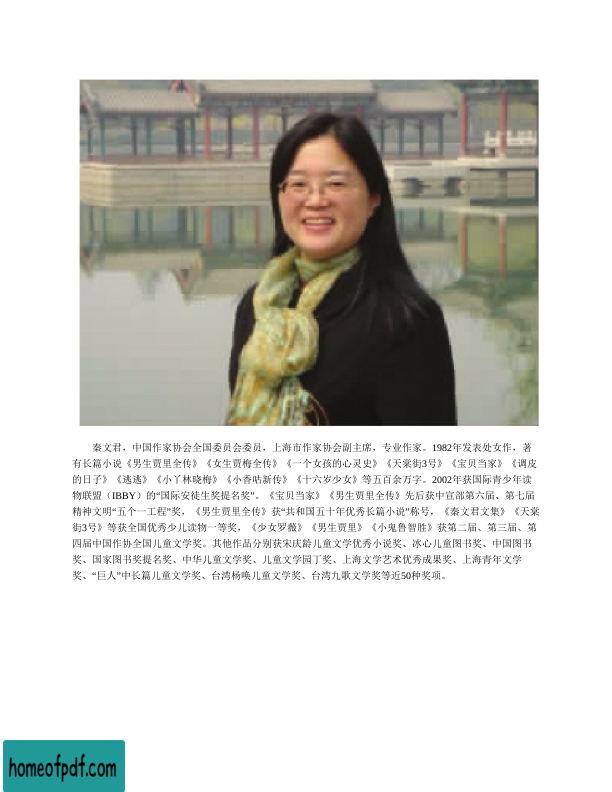 秦文君，中国作家协会全国委员会委员，上海市作家协会副主席，专业作家。1982年发表处女作，著
有长篇小说《男生贾里全传》《女生贾梅全传》《一个女孩的心灵史》《天棠街3号》《宝贝当家》《调皮
的日子》《逃逃》《小丫林晓梅》《小香咕新传》《十六岁少女》等五百余万字。2002年获国际青少年读
物联盟（IBBY）的“国际安徒生奖提名奖”。《宝贝当家》《男生贾里全传》先后获中宣部第六届、第七届
精神文明“五个一工程”奖，《男生贾里全传》获“共和国五十年优秀长篇小说”称号，《秦文君文集》《天棠
街3号》等获全国优秀少儿读物一等奖，《少女罗薇》《男生贾里》《小鬼鲁智胜》获第二届、第三届、第
四届中国作协全国儿童文学奖。其他作品分别获宋庆龄儿童文学优秀小说奖、冰心儿童图书奖、中国图书
奖、国家图书奖提名奖、中华儿童文学奖、儿童文学园丁奖、上海文学艺术优秀成果奖、上海青年文学
奖、“巨人”中长篇儿童文学奖、台湾杨唤儿童文学奖、台湾九歌文学奖等近50种奖项。
homeofpdf.com